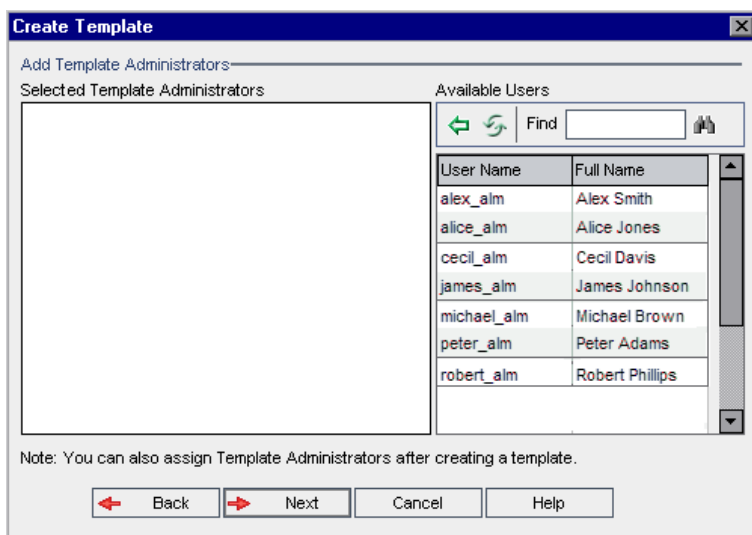 Create Template
Add Template Administrators
Selected Template Administrators
Available Users
Find
User Name Full Name
alex_alm Alex Smith
alice_alm Alice Jones
cecil_alm Cecil Davis
james_alm James Johnson
michael_alm Michael Brown
peter_alm Peter Adams
robert_alm Robert Phillips
Note: You can also assign Template Administrators after creating a template.
Back Next Cancel Help